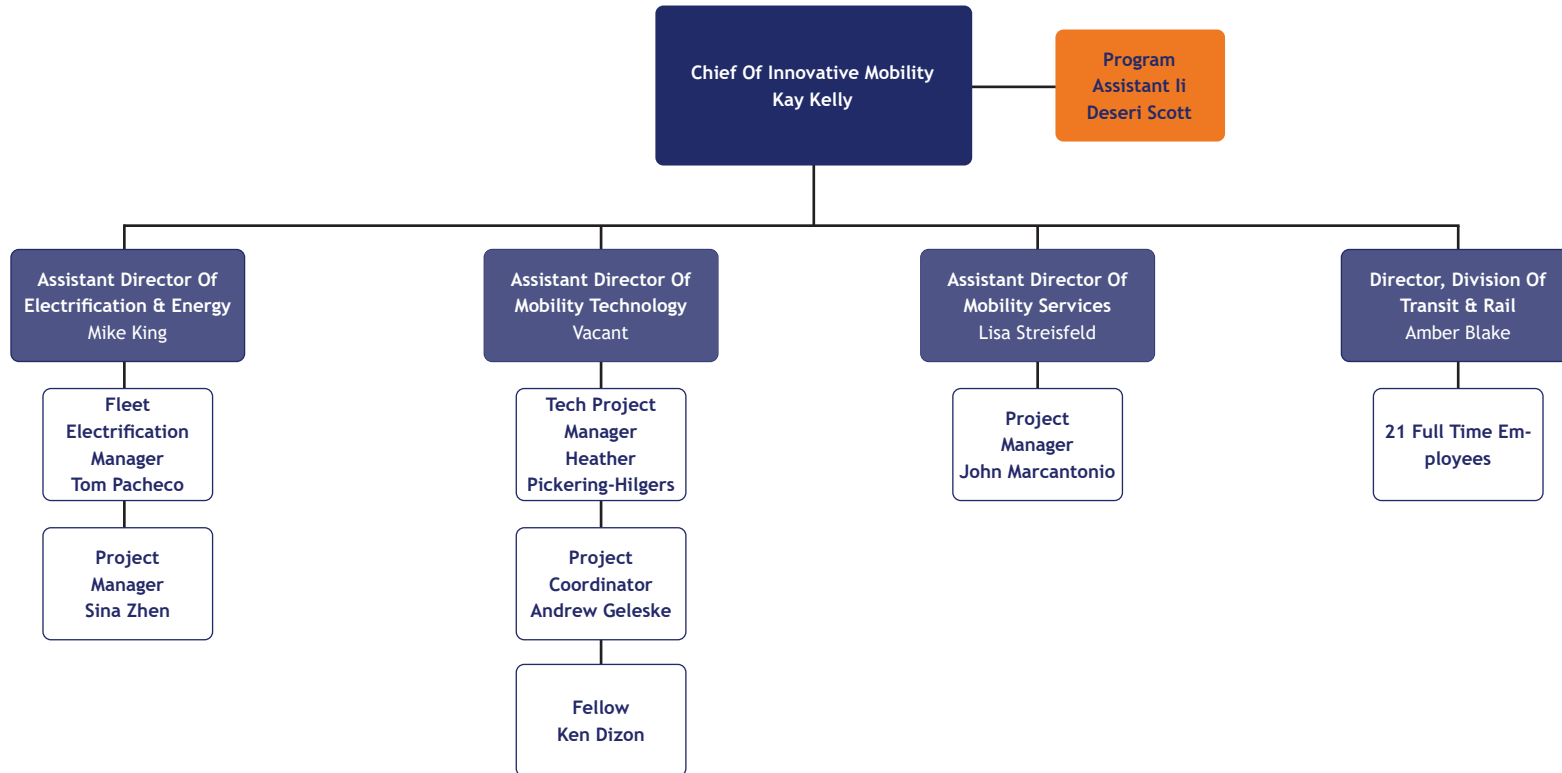 Chief Of Innovative Mobility
Kay Kelly
Program
Assistant Ii
Deseri Scott
Assistant Director Of
Electrification & Energy
Mike King
Assistant Director Of
Mobility Technology
Vacant
Assistant Director Of
Mobility Services
Lisa Streisfeld
Director, Division Of
Transit & Rail
Amber Blake
Fleet
Electrification
Manager
Tom Pacheco
Tech Project
Manager
Heather
Pickering-Hilgers
Project
Manager
John Marcantonio
21 Full Time Em-
ployees
Project
Manager
Sina Zhen
Project
Coordinator
Andrew Geleske
Fellow
Ken Dizon